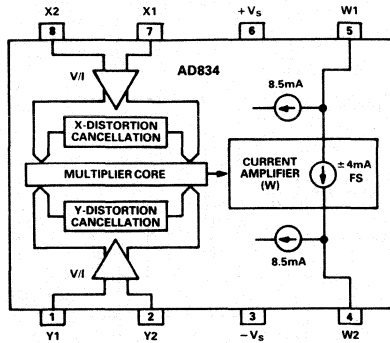 X2 X1 +VS W1
8 7 6 5
AD834
V/I
8.5mA
X-DISTORTION
CANCELLATION
MULTIPLIER CORE
CURRENT
AMPLIFIER
(W)
±4mA
FS
Y-DISTORTION
CANCELLATION
V/I
8.5mA
1 2 3 4
Y1 Y2 −VS W2